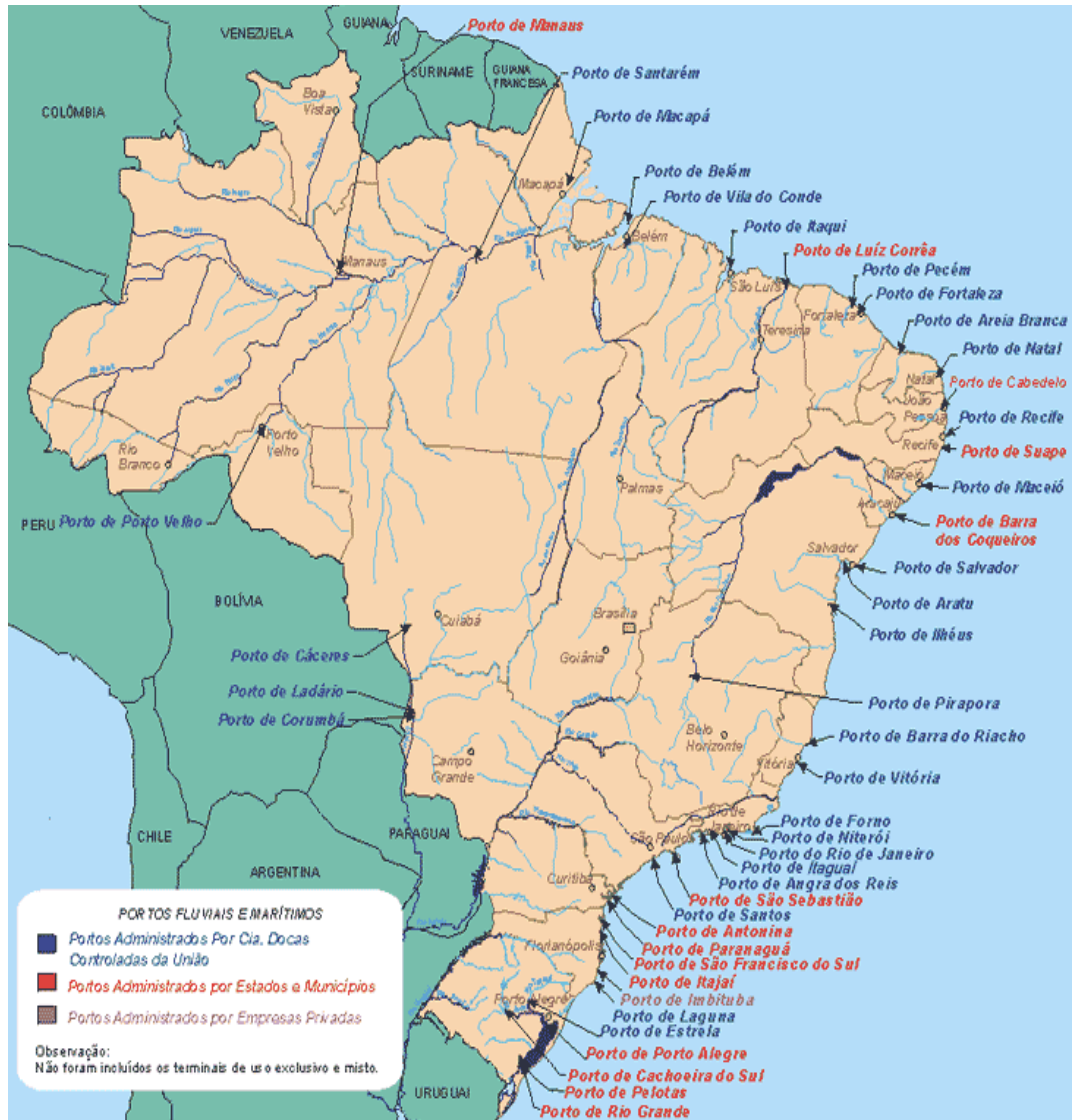 Porto de Manaus
GUIANA
VENEZUELA
SURINAME
GUIANA
FRANCESA
Porto de Santarém
COLÔMBIA
Boa
Vista
Porto de Macapá
Macapá
Porto de Belém
Porto de Vila do Conde
Belém
Porto de Itaqui
Porto de Luíz Corrêa
Manaus
São Luís
Porto de Pecém
Porto de Fortaleza
Fortaleza
Teresina
Porto de Areia Branca
Porto de Natal
Natal
Porto de Cabedelo
João
Pessoa
Porto de Recife
Recife
Porto de Suape
Porto
Velho
Rio
Branco
Maceió
Porto de Maceió
Palmas
Aracaju
PERU
Porto de Pôrto Velho
Porto de Barra
dos Coqueiros
Salvador
Porto de Salvador
Porto de Aratu
BOLÍVIA
Cuiabá
Brasília
Porto de Ilhéus
Goiânia
Porto de Cáceres
Porto de Ladário
Porto de Corumbá
Porto de Pirapora
Belo
Horizonte
Porto de Barra do Riacho
Campo
Grande
Vitória
Porto de Vitória
CHILE
PARAGUAI
Rio de
Janeiro
São Paulo
Porto de Forno
Porto de Niterói
Porto do Rio de Janeiro
Porto de Itaguaí
ARGENTINA
Curitiba
Porto de Angra dos Reis
Porto de São Sebastião
Porto de Santos
Porto de Antonina
Porto de Paranaguá
Florianópolis
Porto de São Francisco do Sul
Porto de Itajaí
Porto de Imbituba
Porto Alegre
Porto de Laguna
Porto de Estrela
Porto de Porto Alegre
Porto de Cachoeira do Sul
Porto de Pelotas
URUGUAI
Porto de Rio Grande
PORTOS FLUVIAIS E MARÍTIMOS
Portos Administrados Por Cia. Docas
Controladas da União
Portos Administrados por Estados e Municípios
Portos Administrados por Empresas Privadas
Observação:
Não foram incluídos os terminais de uso exclusivo e misto.